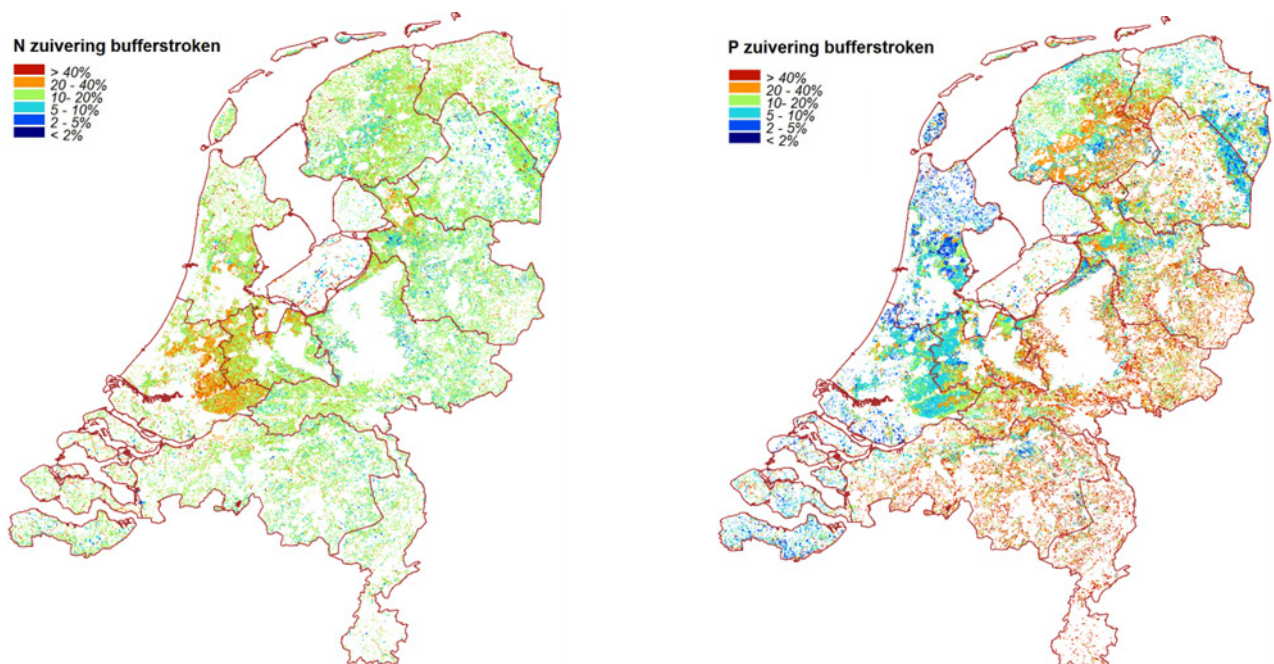 N zuivering bufferstroken
> 40%
20 - 40%
10- 20%
5 - 10%
2 - 5%
< 2%
P zuivering bufferstroken
> 40%
20 - 40%
10- 20%
5 - 10%
2 - 5%
< 2%